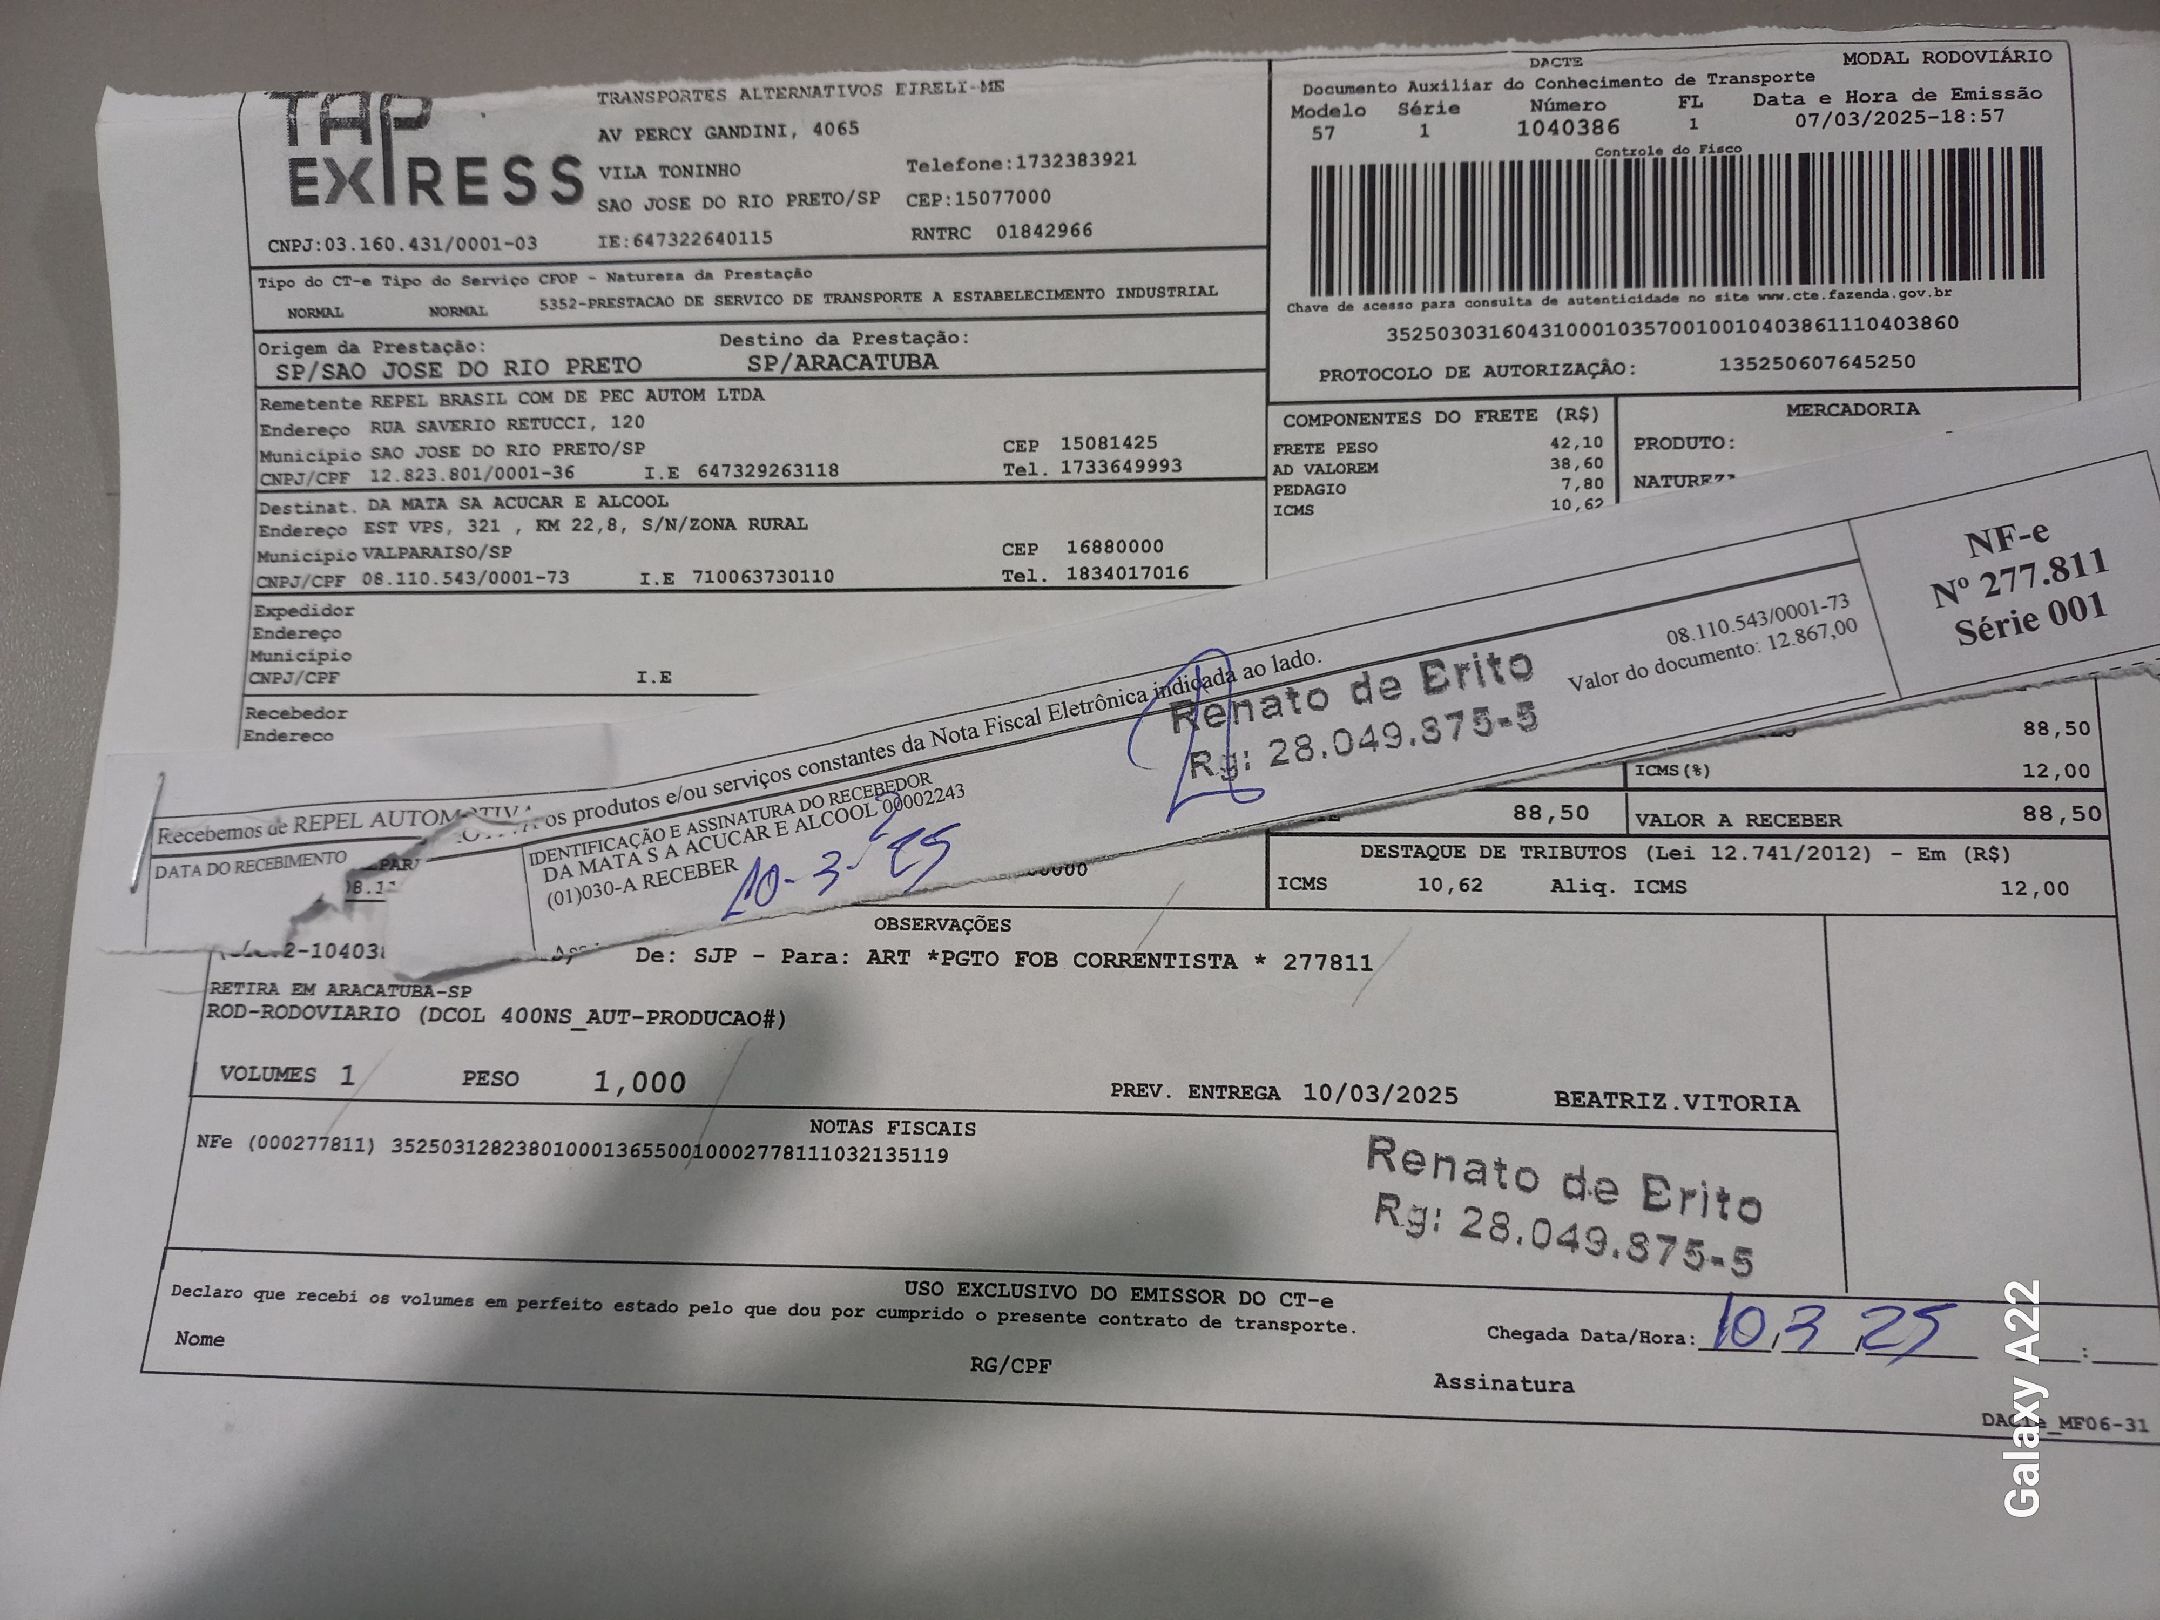 TAP EXPRESS
TRANSPORTES ALTERNATIVOS EIRELI-ME
AV PERCY GANDINI, 4065
VILA TONINHO
Telefone:1732383921
SAO JOSE DO RIO PRETO/SP
CEP:15077000
CNPJ:03.160.431/0001-03
IE:647322640115
RNTRC 01842966
DACTE
MODAL RODOVIÁRIO
Documento Auxiliar do Conhecimento de Transporte
Modelo Série Número FL Data e Hora de Emissão
57 1 1040386 1 07/03/2025-18:57
Controle do Fisco
Chave de acesso para consulta de autenticidade no site www.cte.fazenda.gov.br
35250303160431000103570010010403861110403860
PROTOCOLO DE AUTORIZAÇÃO: 135250607645250
Tipo do CT-e Tipo do Serviço CFOP - Natureza da Prestação
NORMAL NORMAL 5352-PRESTACAO DE SERVICO DE TRANSPORTE A ESTABELECIMENTO INDUSTRIAL
Origem da Prestação: Destino da Prestação:
SP/SAO JOSE DO RIO PRETO SP/ARACATUBA
Remetente REPEL BRASIL COM DE PEC AUTOM LTDA
Endereço RUA SAVERIO RETUCCI, 120
Município SAO JOSE DO RIO PRETO/SP CEP 15081425
CNPJ/CPF 12.823.801/0001-36 I.E 647329263118 Tel. 1733649993
Destinat. DA MATA SA ACUCAR E ALCOOL
Endereço EST VPS, 321 , KM 22,8, S/N/ZONA RURAL
Município VALPARAISO/SP CEP 16880000
CNPJ/CPF 08.110.543/0001-73 I.E 710063730110 Tel. 1834017016
Expedidor
Endereço
Município
CNPJ/CPF I.E
Recebedor
Endereco
COMPONENTES DO FRETE (R$)
FRETE PESO 42,10
AD VALOREM 38,60
PEDAGIO 7,80
ICMS 10,62
MERCADORIA
PRODUTO:
Recebemos de REPEL AUTOMOTIVA os produtos e/ou serviços constantes da Nota Fiscal Eletrônica indicada ao lado.
DATA DO RECEBIMENTO
IDENTIFICAÇÃO E ASSINATURA DO RECEBEDOR
DA MATA S A ACUCAR E ALCOOL 00002243
(01)030-A RECEBER
10-3-25
Renato de Brito
Rg: 28.049.875-5
08.110.543/0001-73
Valor do documento: 12.867,00
NF-e
Nº 277.811
Série 001
88,50
ICMS(%) 12,00
88,50 VALOR A RECEBER 88,50
DESTAQUE DE TRIBUTOS (Lei 12.741/2012) - Em (R$)
ICMS 10,62 Aliq. ICMS 12,00
OBSERVAÇÕES
De: SJP - Para: ART *PGTO FOB CORRENTISTA * 277811
RETIRA EM ARACATUBA-SP
ROD-RODOVIARIO (DCOL 400NS_AUT-PRODUCAO#)
VOLUMES 1 PESO 1,000
PREV. ENTREGA 10/03/2025 BEATRIZ.VITORIA
NOTAS FISCAIS
NFe (000277811) 35250312823801000136550010002778111032135119
Renato de Brito
Rg: 28.049.875-5
USO EXCLUSIVO DO EMISSOR DO CT-e
Declaro que recebi os volumes em perfeito estado pelo que dou por cumprido o presente contrato de transporte.
Nome
RG/CPF
Chegada Data/Hora: 10,3,25 :
Assinatura
DACTe_MF06-31
Galaxy A22